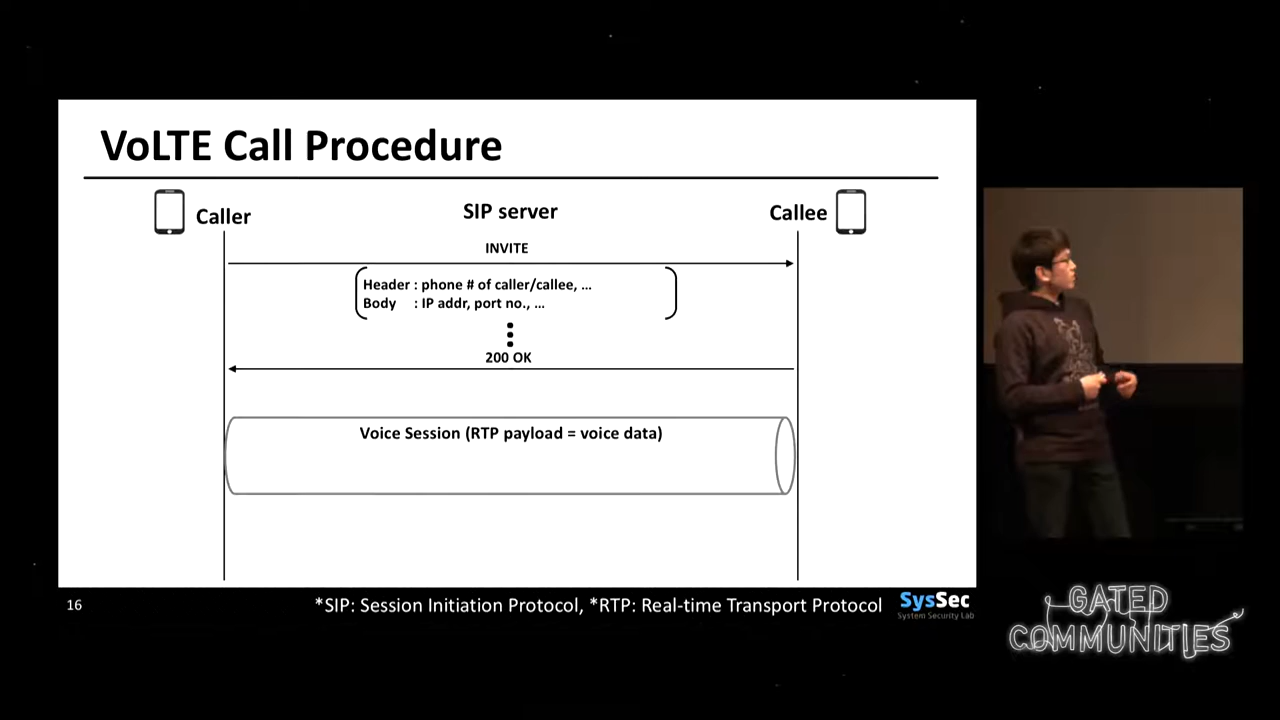 VoLTE Call Procedure
Caller
SIP server
Callee
INVITE
Header : phone # of caller/callee, ...
Body : IP addr, port no., ...
200 OK
Voice Session (RTP payload = voice data)
16
*SIP: Session Initiation Protocol, *RTP: Real-time Transport Protocol
SysSec
System Security Lab
GATED
COMMUNITIES